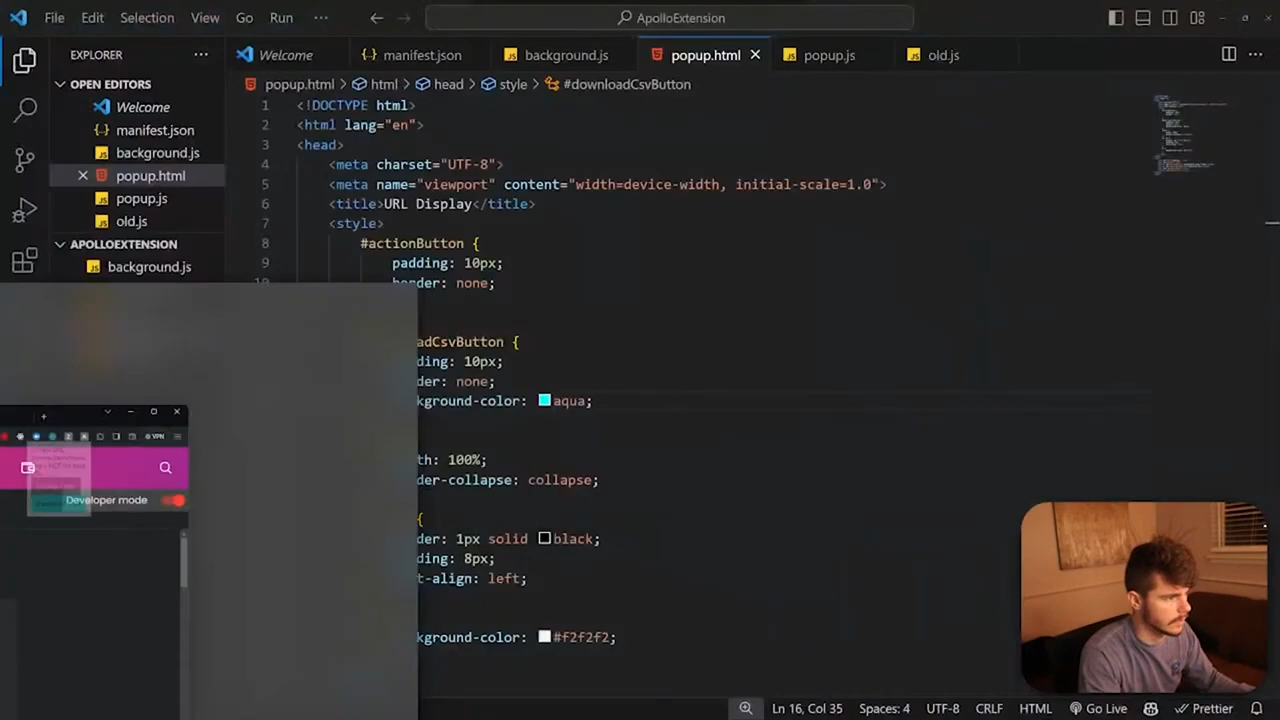 File Edit Selection View Go Run ··· ApolloExtension
EXPLORER ···
OPEN EDITORS
Welcome
manifest.json
background.js
popup.html
popup.js
old.js
APOLLOEXTENSION
background.js
Welcome manifest.json background.js popup.html popup.js old.js
popup.html > html > head > style > #downloadCsvButton
1 <!DOCTYPE html>
2 <html lang="en">
3 <head>
4 <meta charset="UTF-8">
5 <meta name="viewport" content="width=device-width, initial-scale=1.0">
6 <title>URL Display</title>
7 <style>
8 #actionButton {
9 padding: 10px;
10 border: none;
adCsvButton {
ding: 10px;
der: none;
kground-color: aqua;
th: 100%;
der-collapse: collapse;
{
der: 1px solid black;
ding: 8px;
t-align: left;
kground-color: #f2f2f2;
VPN
Developer mode
Ln 16, Col 35 Spaces: 4 UTF-8 CRLF HTML Go Live Prettier